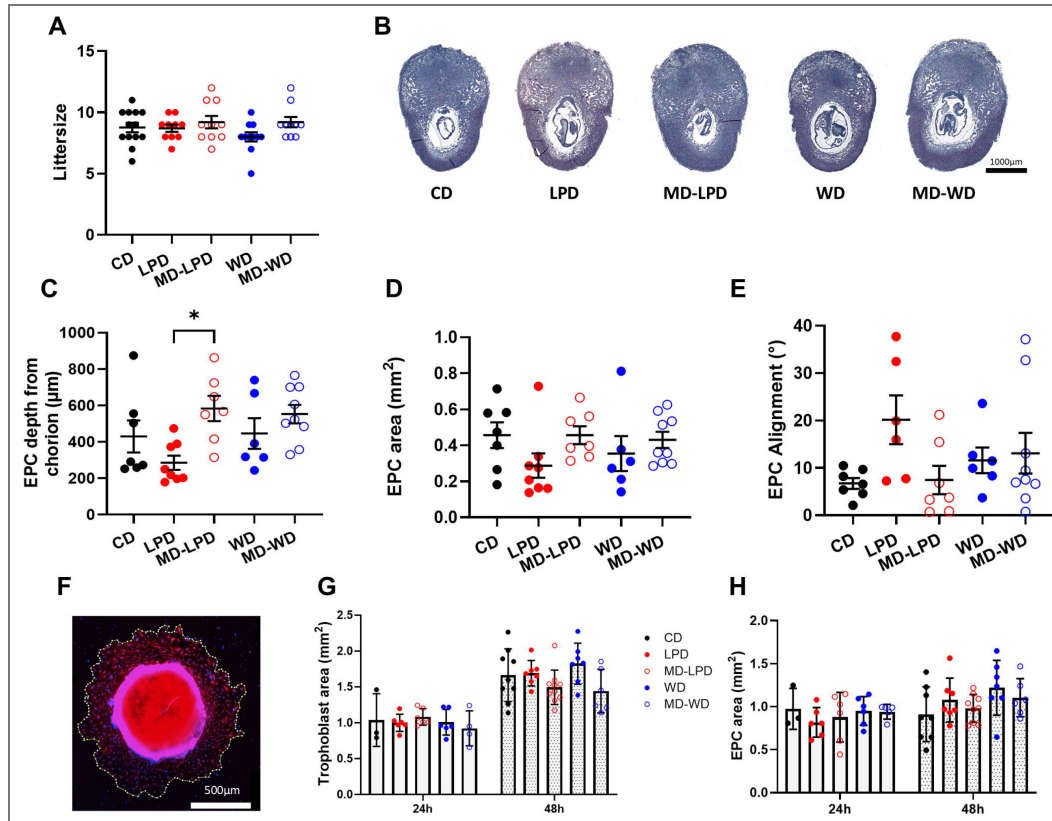 A
15
10
5
0
Littersize
CD
LPD
MD-LPD
WD
MD-WD
B
CD
LPD
MD-LPD
WD
MD-WD
1000µm
C
1000
800
600
400
200
0
EPC depth from
chorion (µm)
*
CD
LPD
MD-LPD
WD
MD-WD
D
1.0
0.8
0.6
0.4
0.2
0.0
EPC area (mm²)
CD
LPD
MD-LPD
WD
MD-WD
E
40
30
20
10
0
EPC Alignment (°)
CD
LPD
MD-LPD
WD
MD-WD
F
500µm
G
2.5
2.0
1.5
1.0
0.5
0.0
Trophoblast area (mm²)
24h
48h
CD
LPD
MD-LPD
WD
MD-WD
H
2.0
1.5
1.0
0.5
0.0
EPC area (mm²)
24h
48h